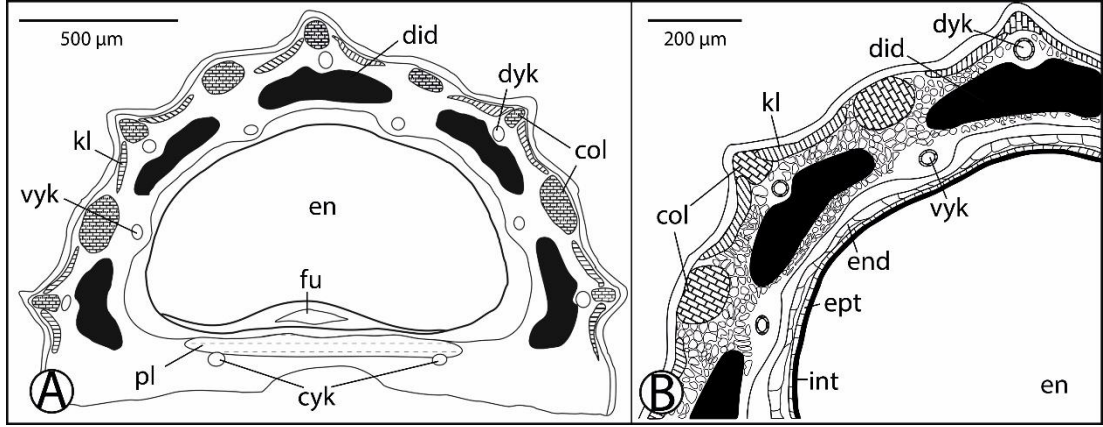 500 µm
did
dyk
kl
col
vyk
en
fu
pl
cyk
A
200 µm
dyk
did
kl
col
vyk
end
ept
int
en
B